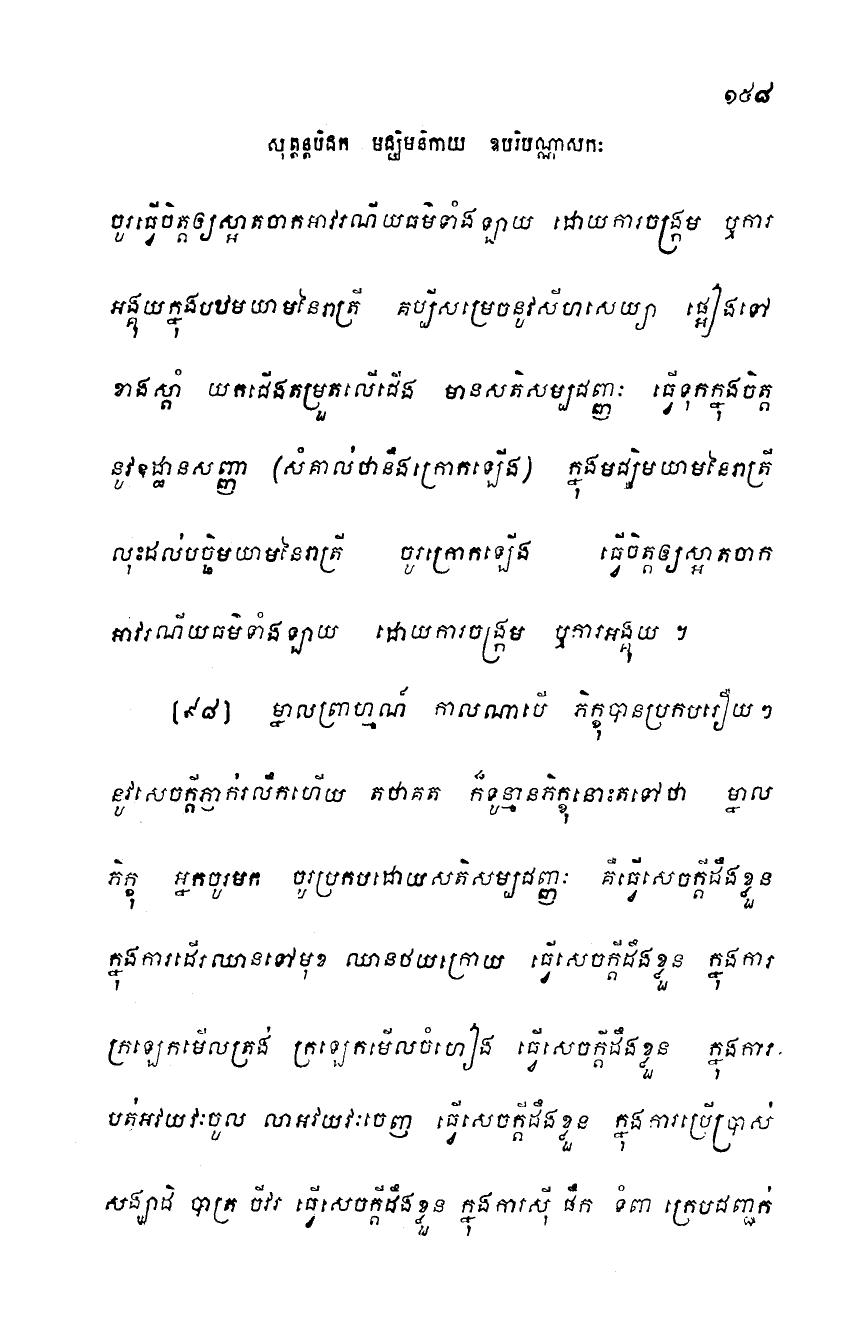 ១៥៨
សុត្តន្តបិដក មជ្ឈិមនិកាយ ឧបរិបណ្ណាសកៈ
ចូរធ្វើចិត្តឲ្យស្អាតចាកអាវរណីយធម៌ទាំងឡាយ ដោយការចង្ក្រម ឬការ
អង្គុយក្នុងបឋមយាមនៃរាត្រី គប្បីសម្រេចនូវសីហសេយ្យា ផ្អៀងទៅ
ខាងស្តាំ យកជើងតម្រួតលើជើង មានសតិសម្បជញ្ញៈ ធ្វើទុកក្នុងចិត្ត
នូវឧដ្ឋានសញ្ញា (សំគាល់ថានឹងក្រោកឡើង) ក្នុងមជ្ឈិមយាមនៃរាត្រី
លុះដល់បច្ឆិមយាមនៃរាត្រី ចូរក្រោកឡើង ធ្វើចិត្តឲ្យស្អាតចាក
អាវរណីយធម៌ទាំងឡាយ ដោយការចង្ក្រម ឬការអង្គុយ ។
[៩៨] ម្នាលព្រាហ្មណ៍ កាលណាបើ ភិក្ខុបានប្រកបរឿយៗ
នូវសេចក្តីភ្ញាក់រលឹកហើយ តថាគត ក៏ទូន្មានភិក្ខុនោះតទៅថា ម្នាល
ភិក្ខុ អ្នកចូរមក ចូរប្រកបដោយសតិសម្បជញ្ញៈ គឺធ្វើសេចក្តីដឹងខ្លួន
ក្នុងការដើរឈានទៅមុខ ឈានថយក្រោយ ធ្វើសេចក្តីដឹងខ្លួន ក្នុងការ
ក្រឡេកមើលត្រង់ ក្រឡេកមើលចំហៀង ធ្វើសេចក្តីដឹងខ្លួន ក្នុងការ
បត់អវយវៈចូល លាអវយវៈចេញ ធ្វើសេចក្តីដឹងខ្លួន ក្នុងការប្រើប្រាស់
សង្ឃាដិ បាត្រ ចីវរ ធ្វើសេចក្តីដឹងខ្លួន ក្នុងការស៊ី ផឹក ទំពា ក្រេបជញ្ជក់